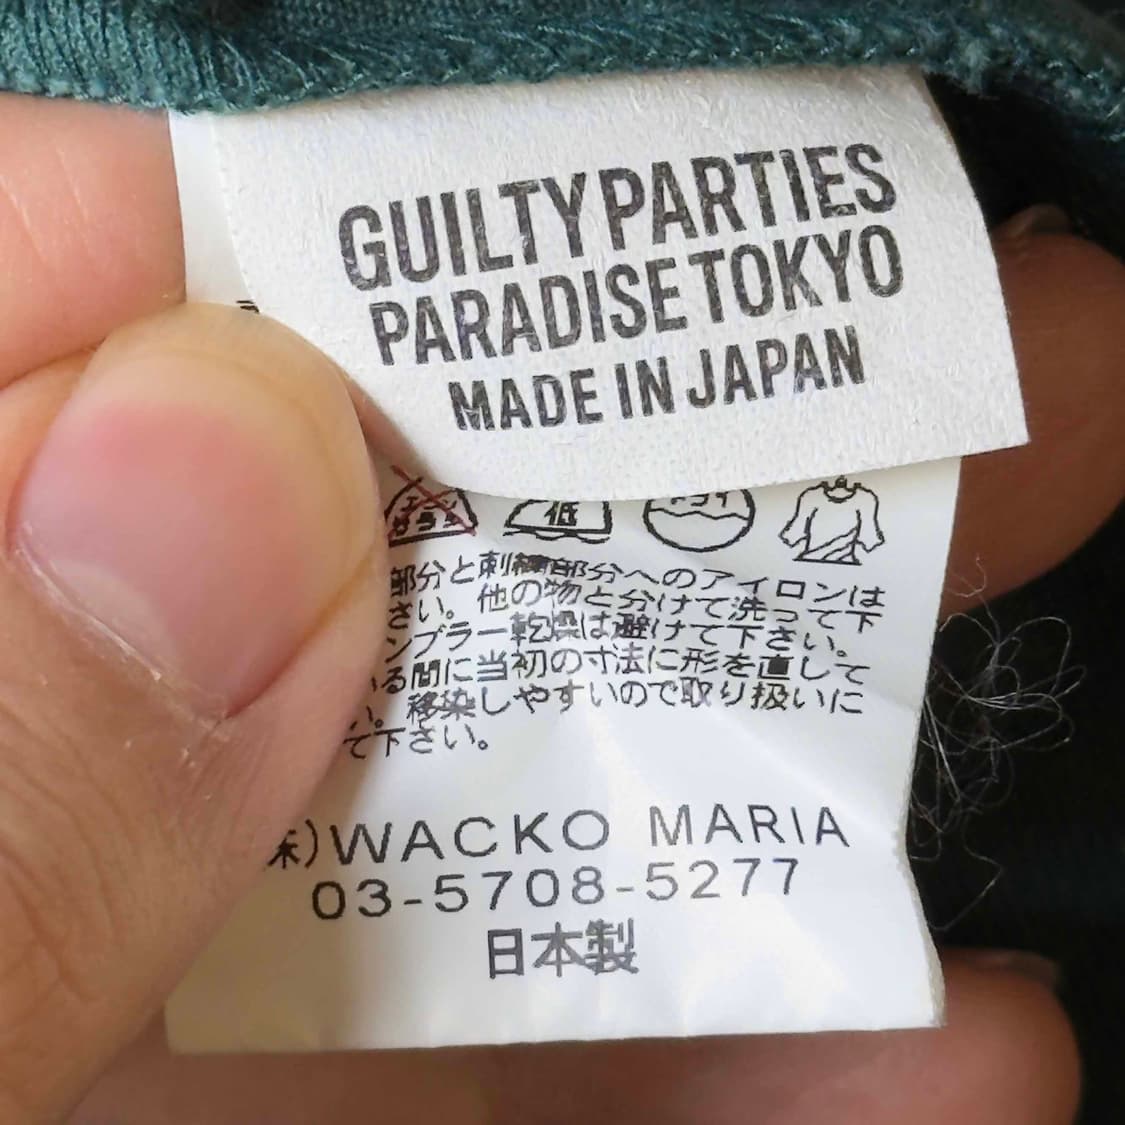 GUILTY PARTIES
PARADISE TOKYO
MADE IN JAPAN
低
部分と刺繍部分へのアイロンは
さい。他の物と分けて洗って下
ンブラー乾燥は避けて下さい。
いる間に当初の寸法に形を直して
い。移染しやすいので取り扱いに
て下さい。
株)WACKO MARIA
03-5708-5277
日本製